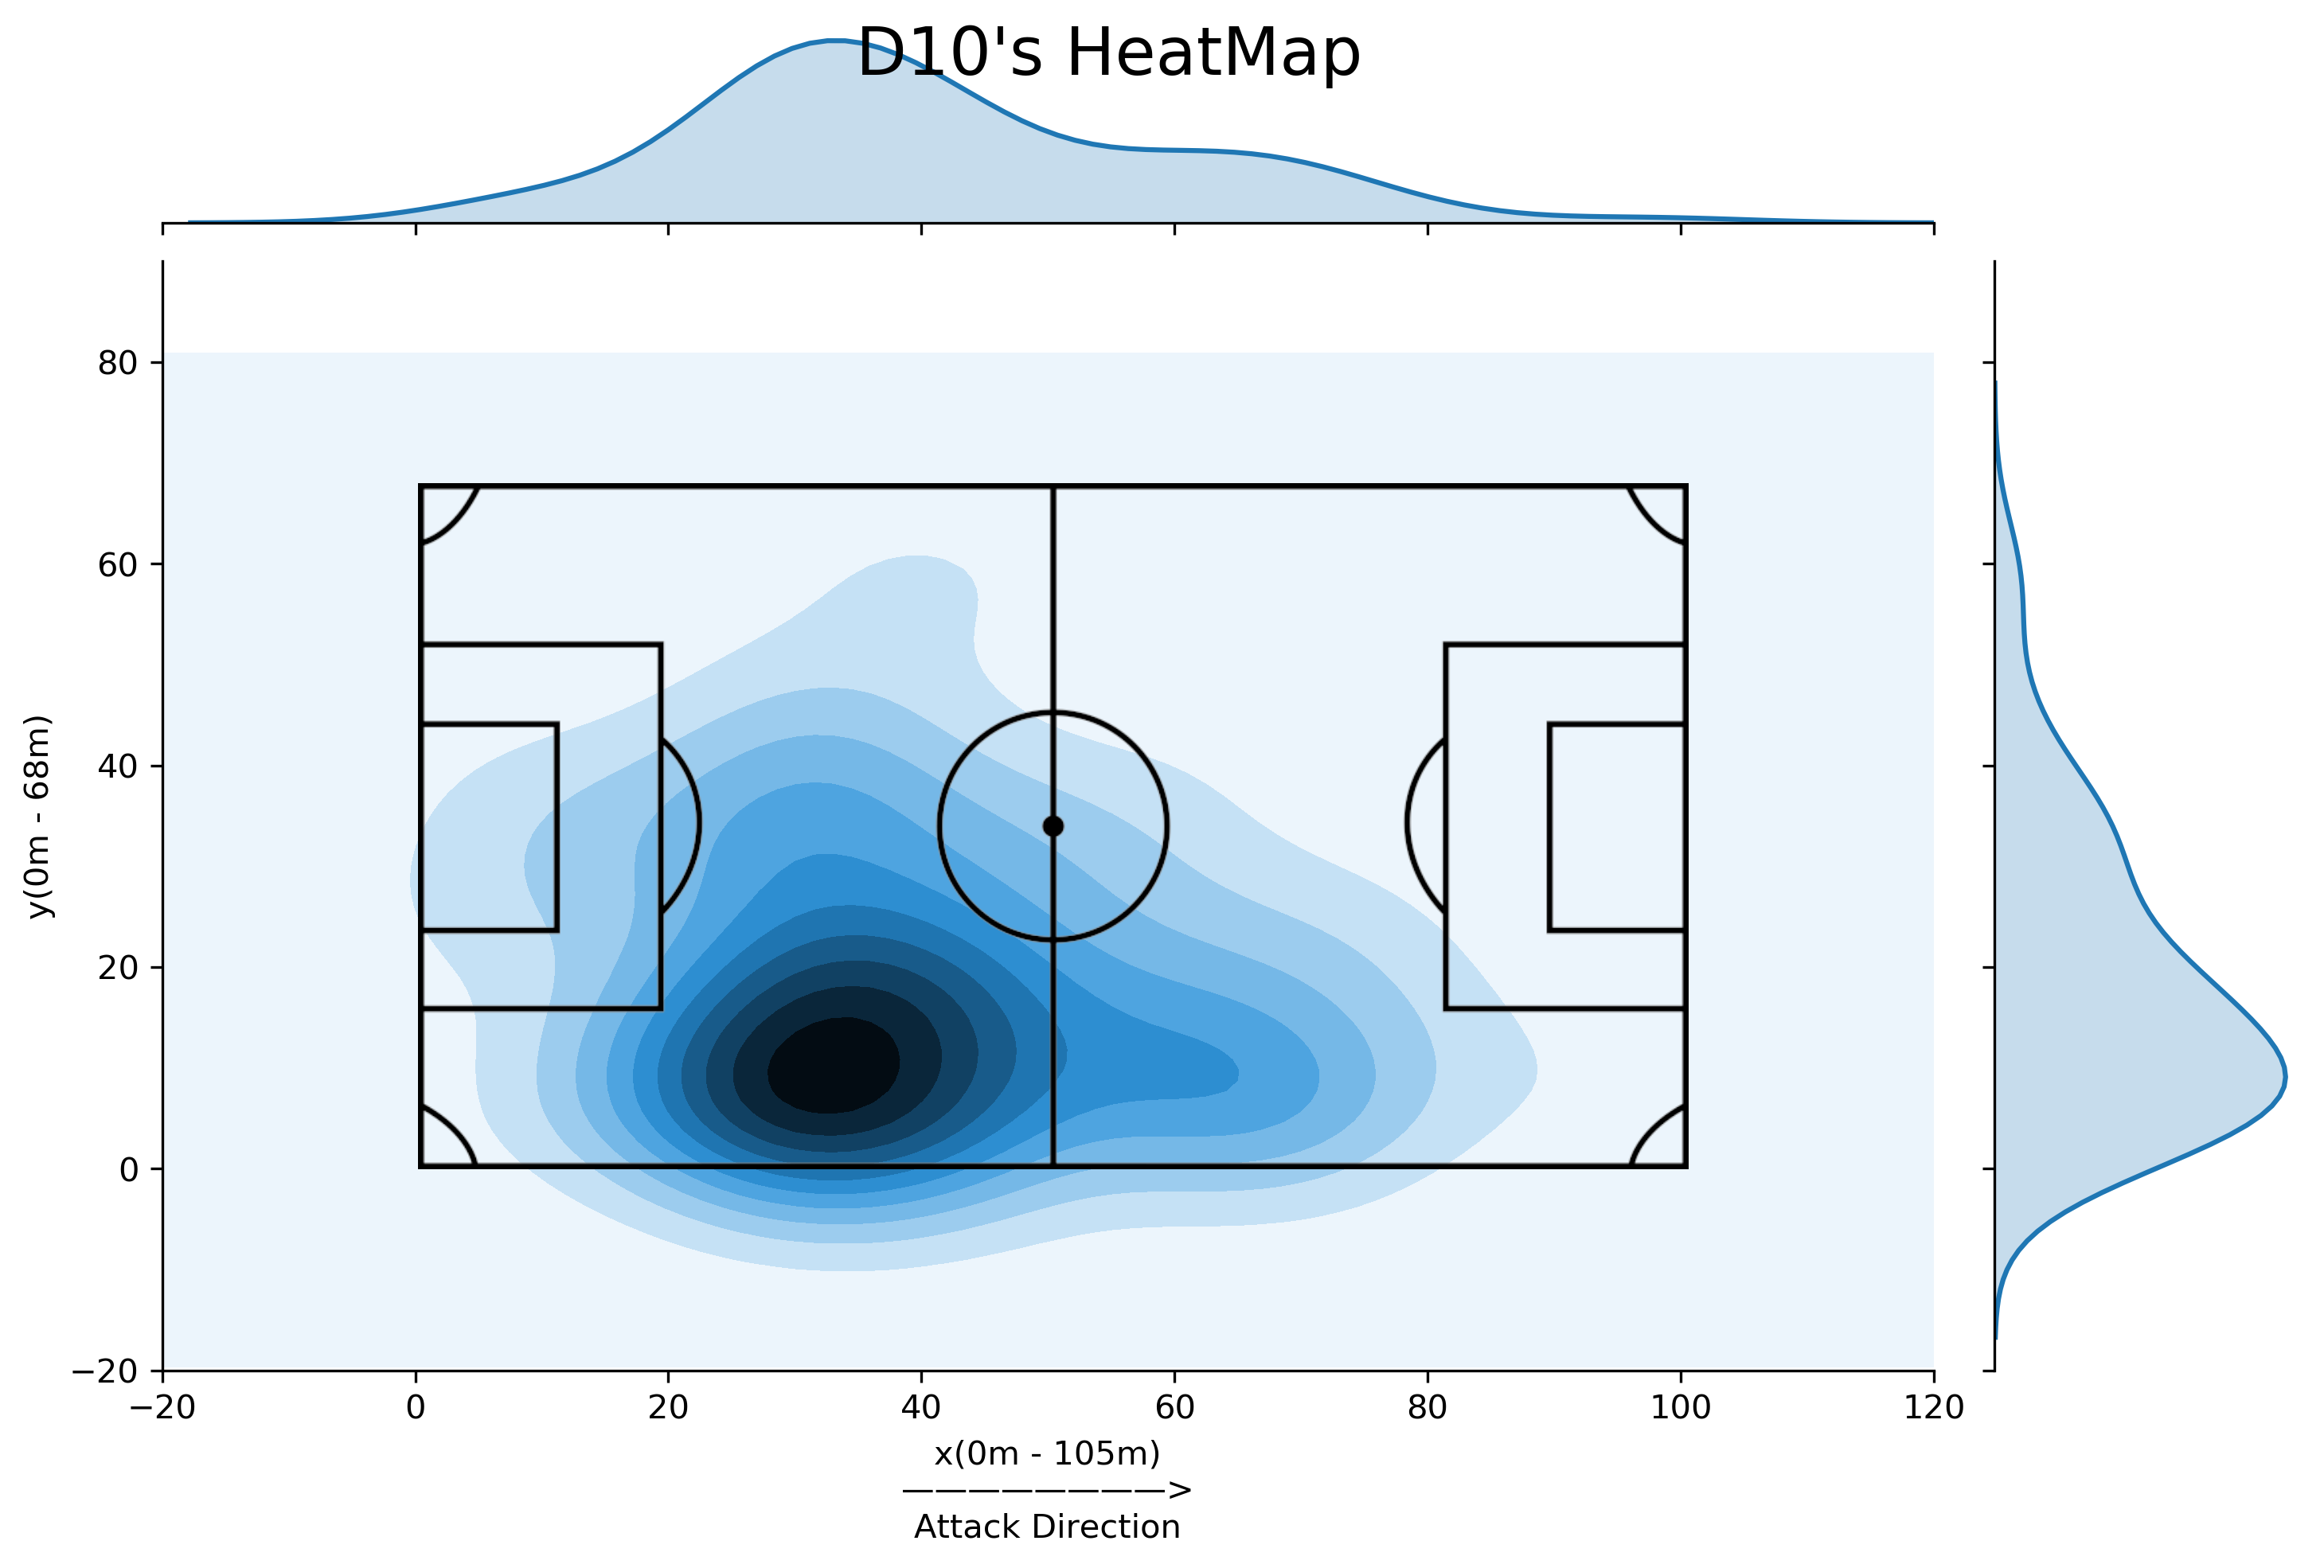 D10's HeatMap
80
60
40
20
0
−20
y(0m - 68m)
−20 0 20 40 60 80 100 120
x(0m - 105m)
————————>
Attack Direction